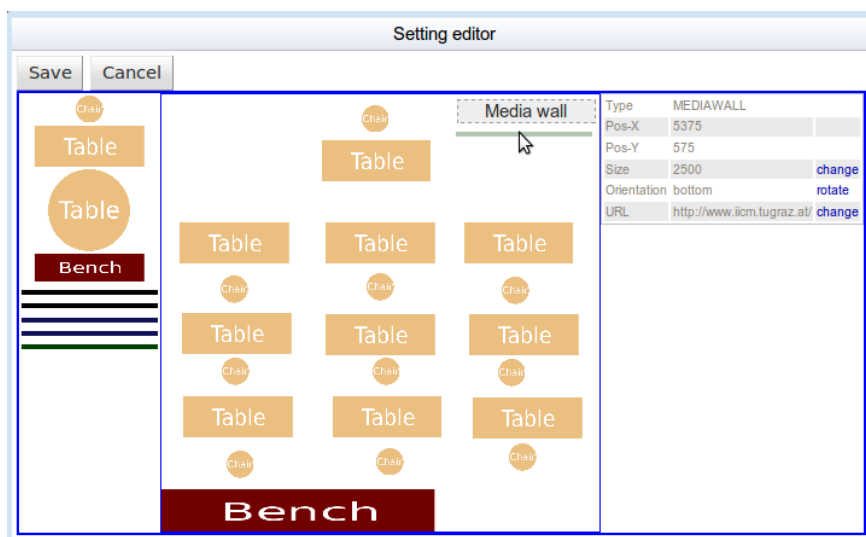 Setting editor
Save Cancel
Chair
Table
Table
Bench
Chair
Table
Media wall
Table Table Table
Chair Chair Chair
Table Table Table
Chair Chair Chair
Table Table Table
Chair Chair Chair
Bench
Type MEDIAWALL
Pos-X 5375
Pos-Y 575
Size 2500 change
Orientation bottom rotate
URL http://www.iicm.tugraz.at/ change